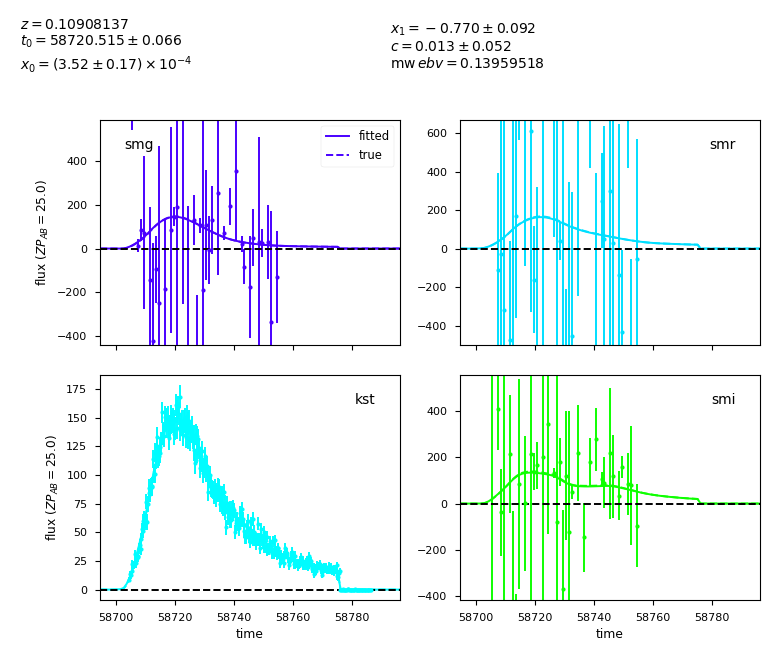 z = 0.10908137
t₀ = 58720.515 ± 0.066
x₀ = (3.52 ± 0.17) × 10⁻⁴
x₁ = −0.770 ± 0.092
c = 0.013 ± 0.052
mw ebv = 0.13959518
smg
fitted
true
400
200
0
−200
−400
flux (ZP_AB = 25.0)
smr
600
400
200
0
−200
−400
kst
175
150
125
100
75
50
25
0
flux (ZP_AB = 25.0)
58700 58720 58740 58760 58780
time
smi
400
200
0
−200
−400
58700 58720 58740 58760 58780
time